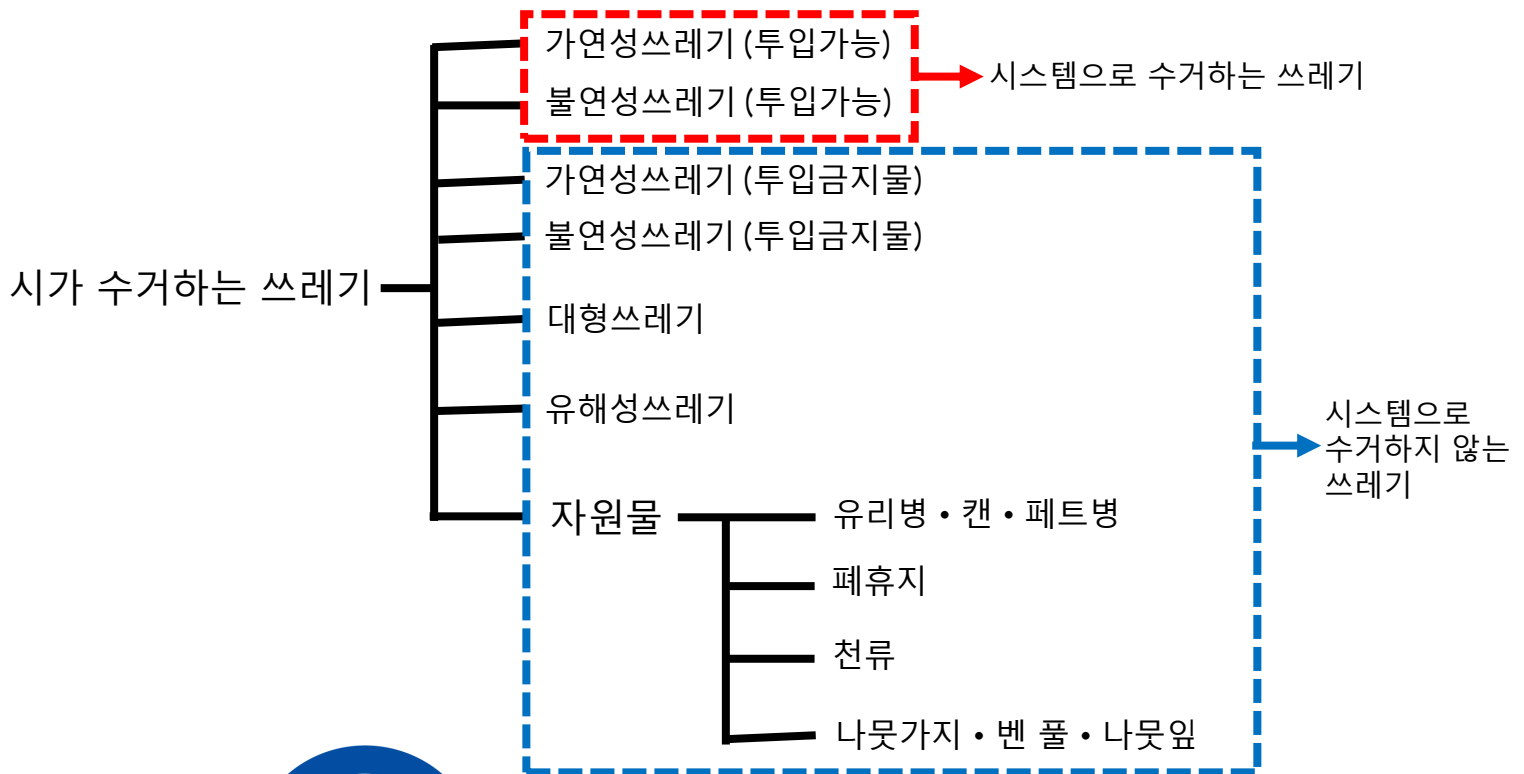 가연성쓰레기 (투입가능)
불연성쓰레기 (투입가능)
시스템으로 수거하는 쓰레기
가연성쓰레기 (투입금지물)
불연성쓰레기 (투입금지물)
시가 수거하는 쓰레기
대형쓰레기
유해성쓰레기
시스템으로
수거하지 않는
쓰레기
자원물
유리병・캔・페트병
폐휴지
천류
나뭇가지・벤 풀・나뭇잎